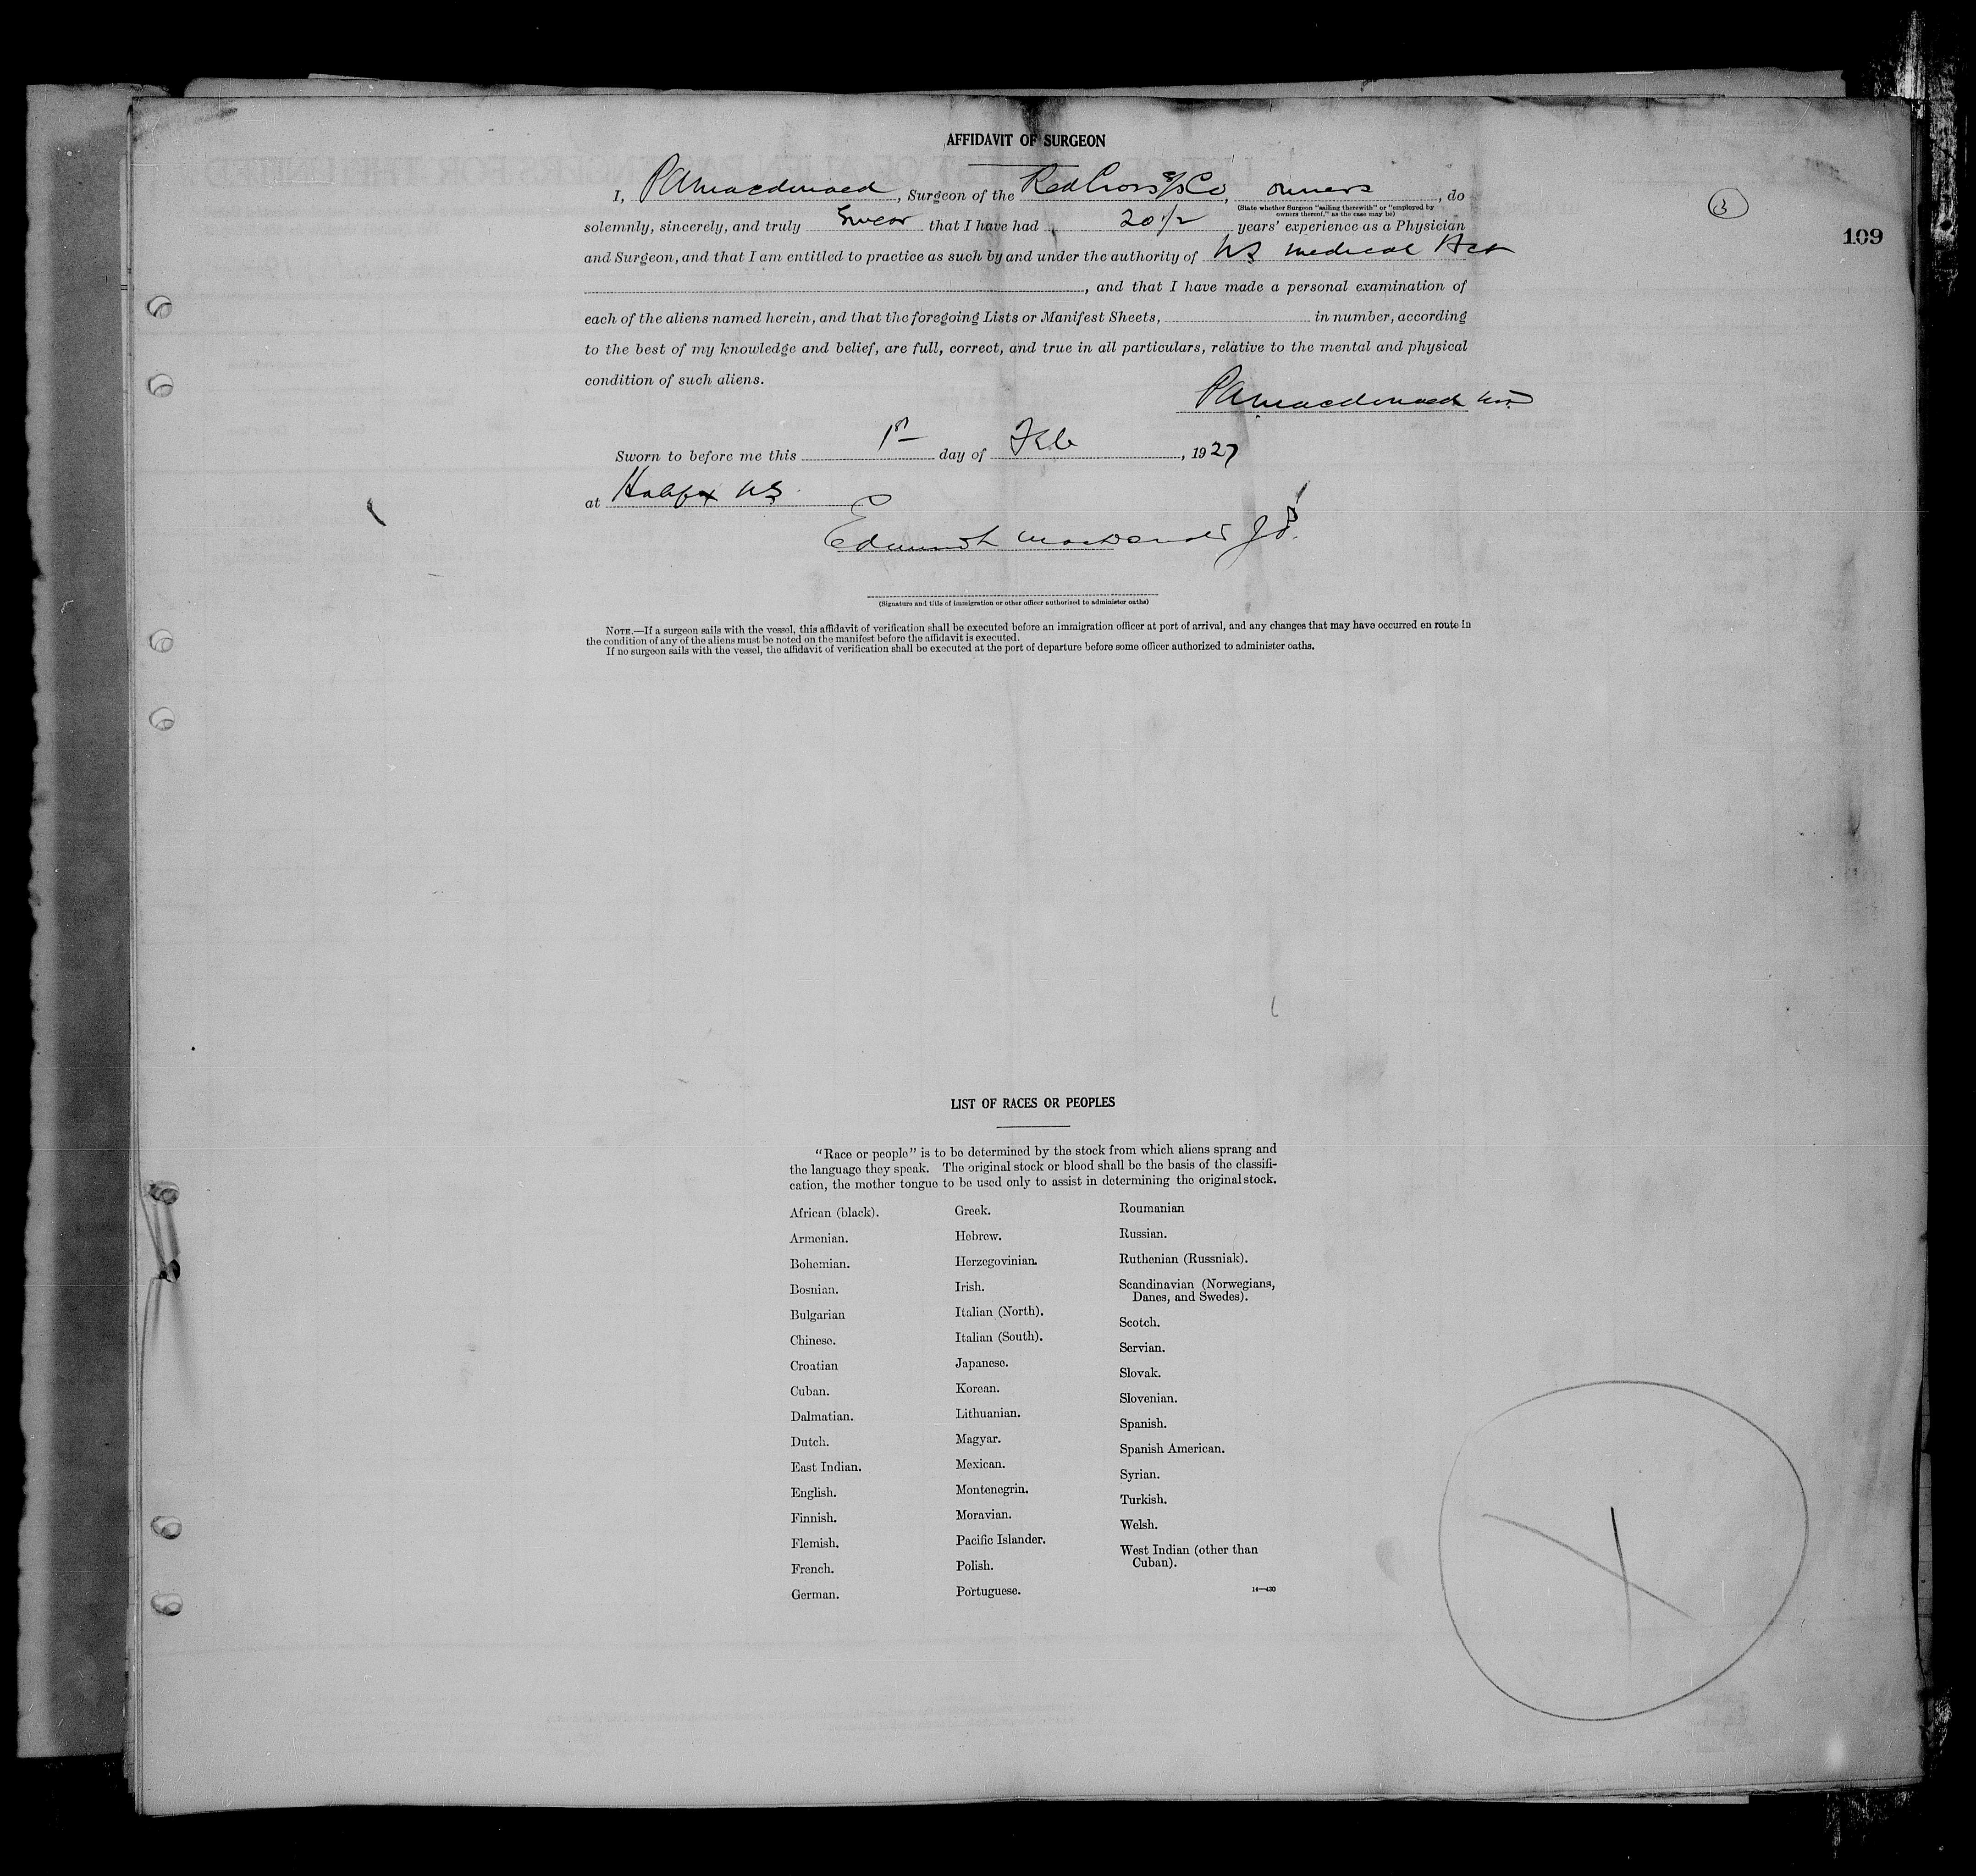 AFFIDAVIT OF SURGEON
I, PAMacdonald, Surgeon of the Red Cross S/S Co, owners, do
(State whether Surgeon "sailing therewith" or "employed by
owners thereof," as the case may be)
3
solemnly, sincerely, and truly swear that I have had 20 1/2 years' experience as a Physician
109
and Surgeon, and that I am entitled to practice as such by and under the authority of NS Medical Act
, and that I have made a personal examination of
each of the aliens named herein, and that the foregoing Lists or Manifest Sheets, in number, according
to the best of my knowledge and belief, are full, correct, and true in all particulars, relative to the mental and physical
condition of such aliens.
PAMacdonald MD
Sworn to before me this 1st day of Feb, 1927
at Halifax NS.
Edmund MacDonald J.P.
(Signature and title of immigration or other officer authorized to administer oaths)
NOTE.—If a surgeon sails with the vessel, this affidavit of verification shall be executed before an immigration officer at port of arrival, and any changes that may have occurred en route in
the condition of any of the aliens must be noted on the manifest before the affidavit is executed.
If no surgeon sails with the vessel, the affidavit of verification shall be executed at the port of departure before some officer authorized to administer oaths.
LIST OF RACES OR PEOPLES
"Race or people" is to be determined by the stock from which aliens sprang and
the language they speak. The original stock or blood shall be the basis of the classifi-
cation, the mother tongue to be used only to assist in determining the original stock.
African (black).
Armenian.
Bohemian.
Bosnian.
Bulgarian
Chinese.
Croatian
Cuban.
Dalmatian.
Dutch.
East Indian.
English.
Finnish.
Flemish.
French.
German.
Greek.
Hebrew.
Herzegovinian.
Irish.
Italian (North).
Italian (South).
Japanese.
Korean.
Lithuanian.
Magyar.
Mexican.
Montenegrin.
Moravian.
Pacific Islander.
Polish.
Portuguese.
Roumanian
Russian.
Ruthenian (Russniak).
Scandinavian (Norwegians,
Danes, and Swedes).
Scotch.
Servian.
Slovak.
Slovenian.
Spanish.
Spanish American.
Syrian.
Turkish.
Welsh.
West Indian (other than
Cuban).
14—430
X